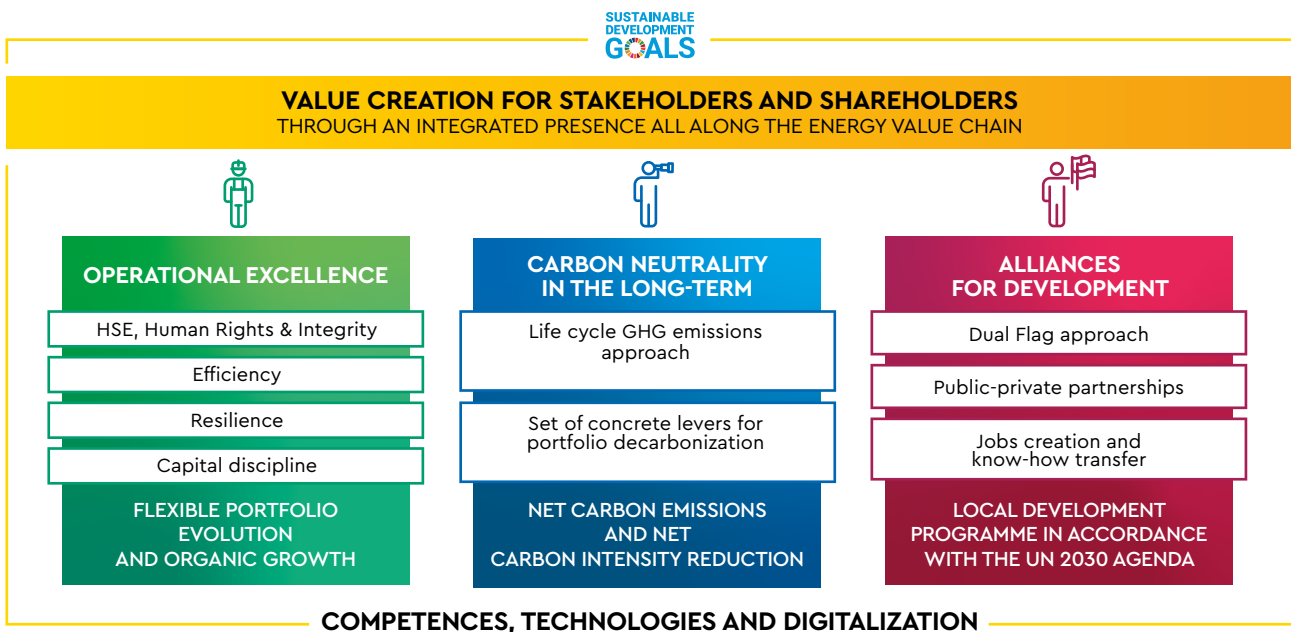 SUSTAINABLE
DEVELOPMENT
GOALS
VALUE CREATION FOR STAKEHOLDERS AND SHAREHOLDERS
THROUGH AN INTEGRATED PRESENCE ALL ALONG THE ENERGY VALUE CHAIN
OPERATIONAL EXCELLENCE
HSE, Human Rights & Integrity
Efficiency
Resilience
Capital discipline
FLEXIBLE PORTFOLIO
EVOLUTION
AND ORGANIC GROWTH
CARBON NEUTRALITY
IN THE LONG-TERM
Life cycle GHG emissions
approach
Set of concrete levers for
portfolio decarbonization
NET CARBON EMISSIONS
AND NET
CARBON INTENSITY REDUCTION
ALLIANCES
FOR DEVELOPMENT
Dual Flag approach
Public-private partnerships
Jobs creation and
know-how transfer
LOCAL DEVELOPMENT
PROGRAMME IN ACCORDANCE
WITH THE UN 2030 AGENDA
COMPETENCES, TECHNOLOGIES AND DIGITALIZATION